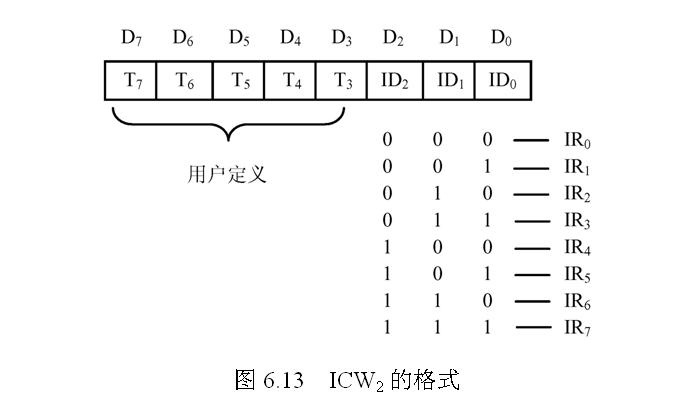 D₇ D₆ D₅ D₄ D₃ D₂ D₁ D₀
T₇ T₆ T₅ T₄ T₃ ID₂ ID₁ ID₀
0 0 0 — IR₀
0 0 1 — IR₁
用户定义
0 1 0 — IR₂
0 1 1 — IR₃
1 0 0 — IR₄
1 0 1 — IR₅
1 1 0 — IR₆
1 1 1 — IR₇
图 6.13 ICW₂ 的格式